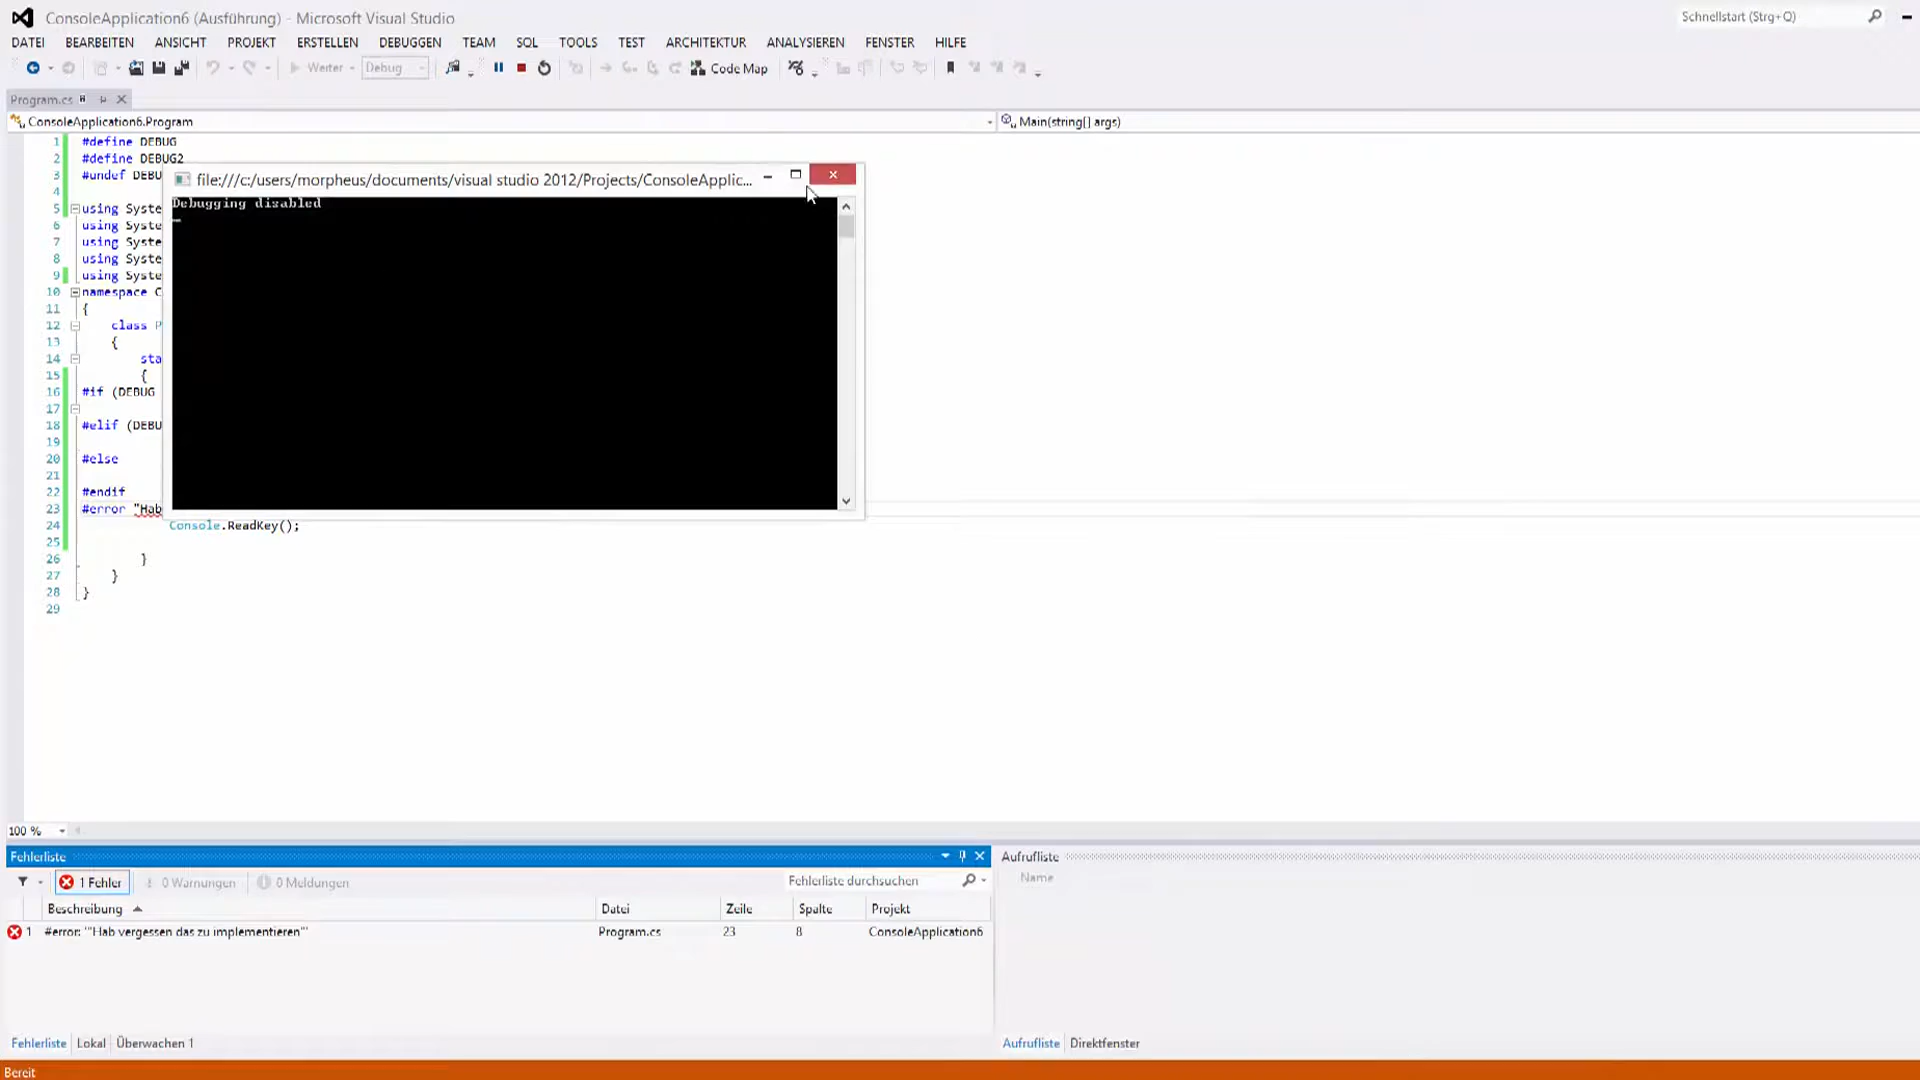 ConsoleApplication6 (Ausführung) - Microsoft Visual Studio
Schnellstart (Strg+Q)
DATEI BEARBEITEN ANSICHT PROJEKT ERSTELLEN DEBUGGEN TEAM SQL TOOLS TEST ARCHITEKTUR ANALYSIEREN FENSTER HILFE
Weiter Debug Code Map
Program.cs
ConsoleApplication6.Program
Main(string[] args)
1 #define DEBUG
2 #define DEBUG2
3 #undef DEBU
4
5 using Syste
6 using Syste
7 using Syste
8 using Syste
9 using Syste
10 namespace C
11 {
12 class P
13 {
14 sta
15 {
16 #if (DEBUG
17
18 #elif (DEBU
19
20 #else
21
22 #endif
23 #error "Hab
24 Console.ReadKey();
25
26 }
27 }
28 }
29
file:///c:/users/morpheus/documents/visual studio 2012/Projects/ConsoleApplic...
Debugging disabled
100 %
Fehlerliste
1 Fehler 0 Warnungen 0 Meldungen
Fehlerliste durchsuchen
Beschreibung Datei Zeile Spalte Projekt
1 #error: '"Hab vergessen das zu implementieren"' Program.cs 23 8 ConsoleApplication6
Fehlerliste Lokal Überwachen 1
Aufrufliste
Name
Aufrufliste Direktfenster
Bereit